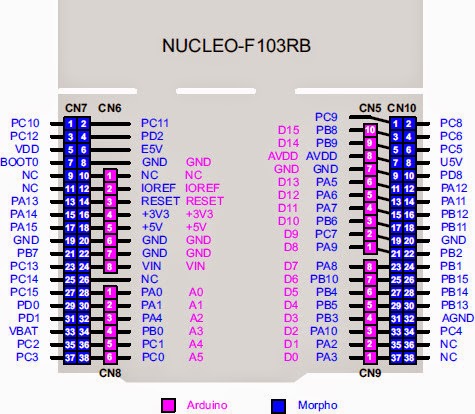 NUCLEO-F103RB
CN7 CN6 CN5 CN10
PC9
PC10 1 2 PC11 D15 PB8 10 1 2 PC8
PC12 3 4 PD2 D14 PB9 9 3 4 PC6
VDD 5 6 E5V AVDD AVDD 8 5 6 PC5
BOOT0 7 8 GND GND GND GND 7 7 8 U5V
NC 9 10 1 NC NC D13 PA5 6 9 10 PD8
NC 11 12 2 IOREF IOREF D12 PA6 5 11 12 PA12
PA13 13 14 3 RESET RESET D11 PA7 4 13 14 PA11
PA14 15 16 4 +3V3 +3V3 D10 PB6 3 15 16 PB12
PA15 17 18 5 +5V +5V D9 PC7 2 17 18 PB11
GND 19 20 6 GND GND D8 PA9 1 19 20 GND
PB7 21 22 7 GND GND 21 22 PB2
PC13 23 24 8 VIN VIN D7 PA8 8 23 24 PB1
PC14 25 26 NC D6 PB10 7 25 26 PB15
PC15 27 28 1 PA0 A0 D5 PB4 6 27 28 PB14
PD0 29 30 2 PA1 A1 D4 PB5 5 29 30 PB13
PD1 31 32 3 PA4 A2 D3 PB3 4 31 32 AGND
VBAT 33 34 4 PB0 A3 D2 PA10 3 33 34 PC4
PC2 35 36 5 PC1 A4 D1 PA2 2 35 36 NC
PC3 37 38 6 PC0 A5 D0 PA3 1 37 38 NC
CN8 CN9
Arduino Morpho